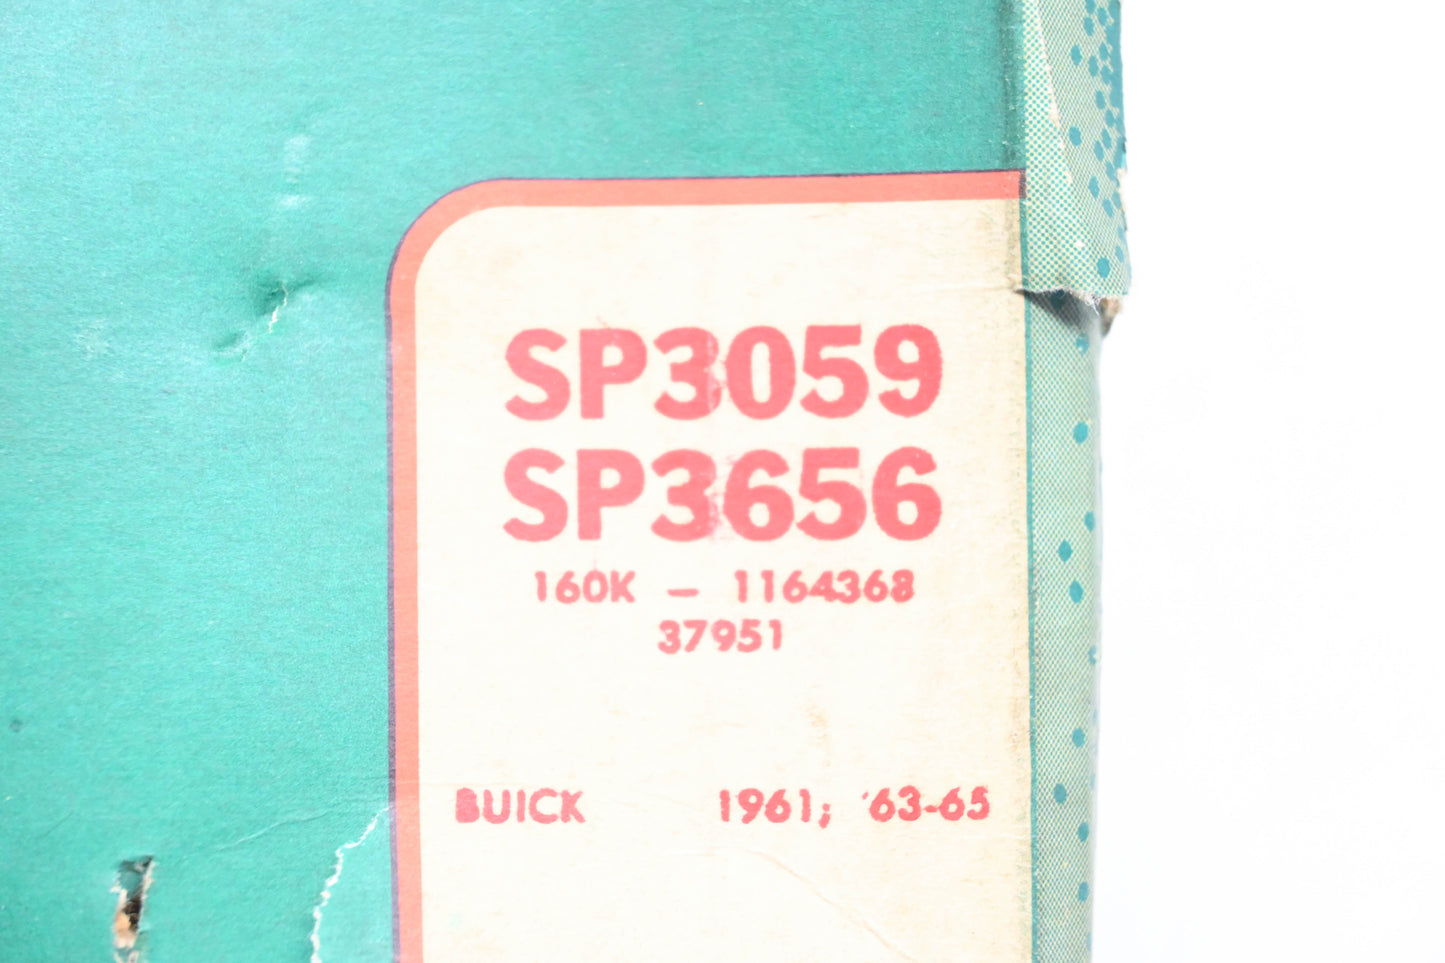 SP3059
SP3656
160K – 1164368
37951
BUICK 1961; '63-65